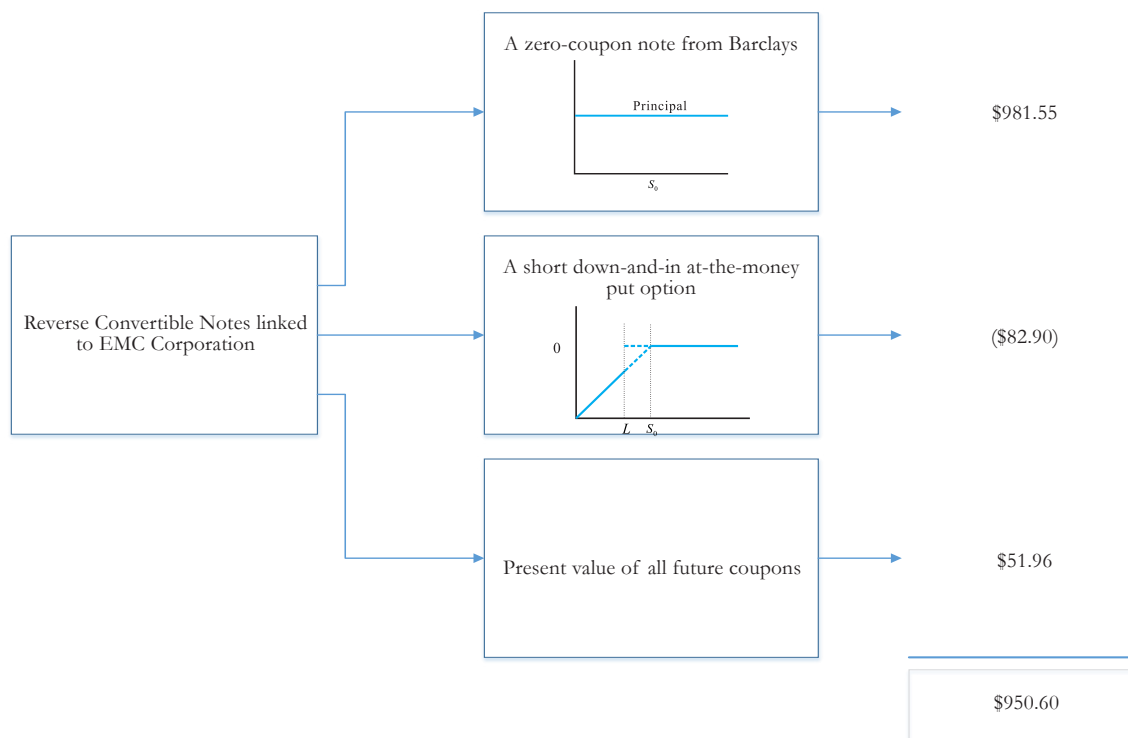 A zero-coupon note from Barclays
Principal
S₀
$981.55
Reverse Convertible Notes linked
to EMC Corporation
A short down-and-in at-the-money
put option
0
L S₀
($82.90)
Present value of all future coupons
$51.96
$950.60